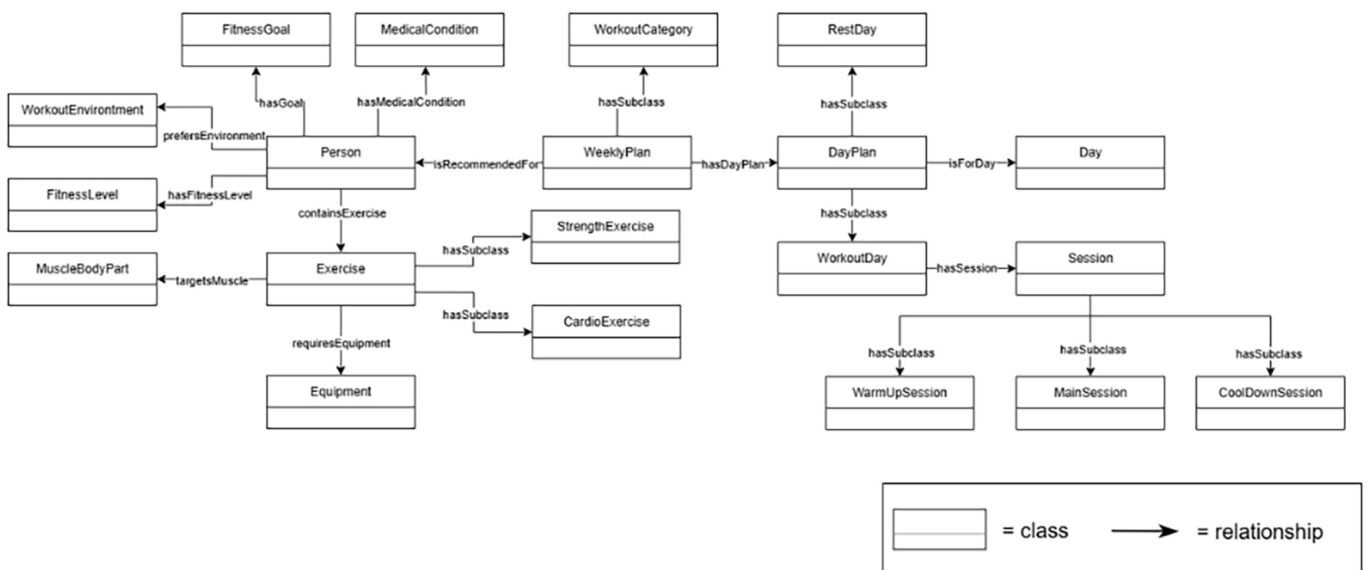 FitnessGoal
MedicalCondition
WorkoutCategory
RestDay
hasGoal
hasMedicalCondition
hasSubclass
hasSubclass
WorkoutEnvirontment
prefersEnvironment
Person
isRecommendedFor
WeeklyPlan
hasDayPlan
DayPlan
isForDay
Day
FitnessLevel
hasFitnessLevel
containsExercise
hasSubclass
StrengthExercise
hasSubclass
MuscleBodyPart
targetsMuscle
Exercise
WorkoutDay
hasSession
Session
hasSubclass
CardioExercise
requiresEquipment
hasSubclass
hasSubclass
hasSubclass
Equipment
WarmUpSession
MainSession
CoolDownSession
= class
= relationship